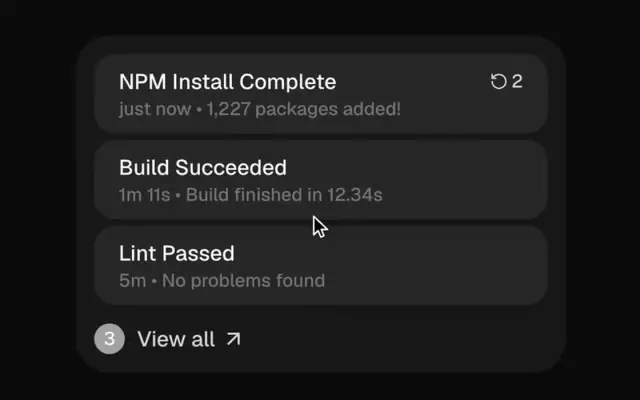 NPM Install Complete 2
just now • 1,227 packages added!
Build Succeeded
1m 11s • Build finished in 12.34s
Lint Passed
5m • No problems found
3 View all ↗